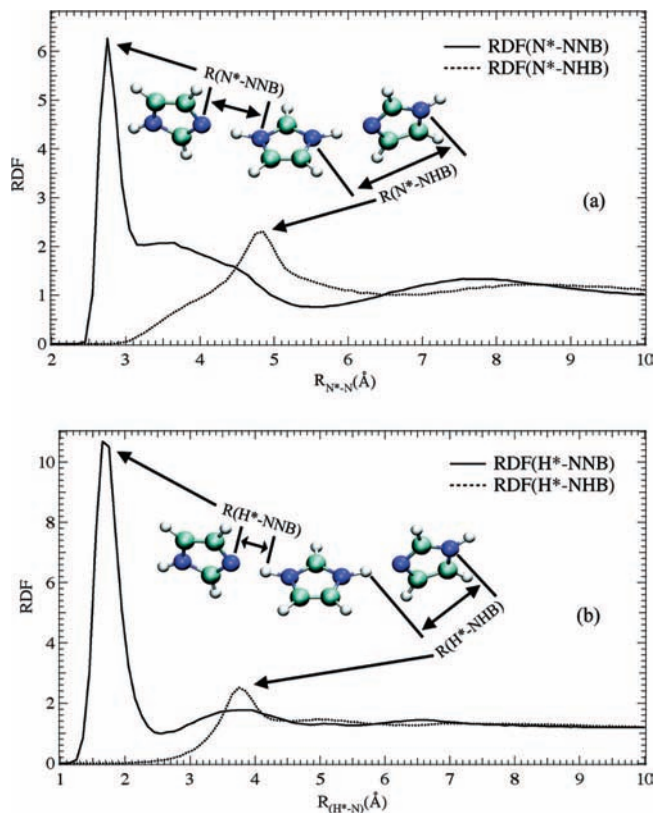 RDF(N*-NNB)
RDF(N*-NHB)
R(N*-NNB)
R(N*-NHB)
(a)
RDF
6
5
4
3
2
1
0
2 3 4 5 6 7 8 9 10
R N*-N (Å)
RDF(H*-NNB)
RDF(H*-NHB)
R(H*-NNB)
R(H*-NHB)
(b)
RDF
10
8
6
4
2
0
1 2 3 4 5 6 7 8 9 10
R (H*-N) (Å)